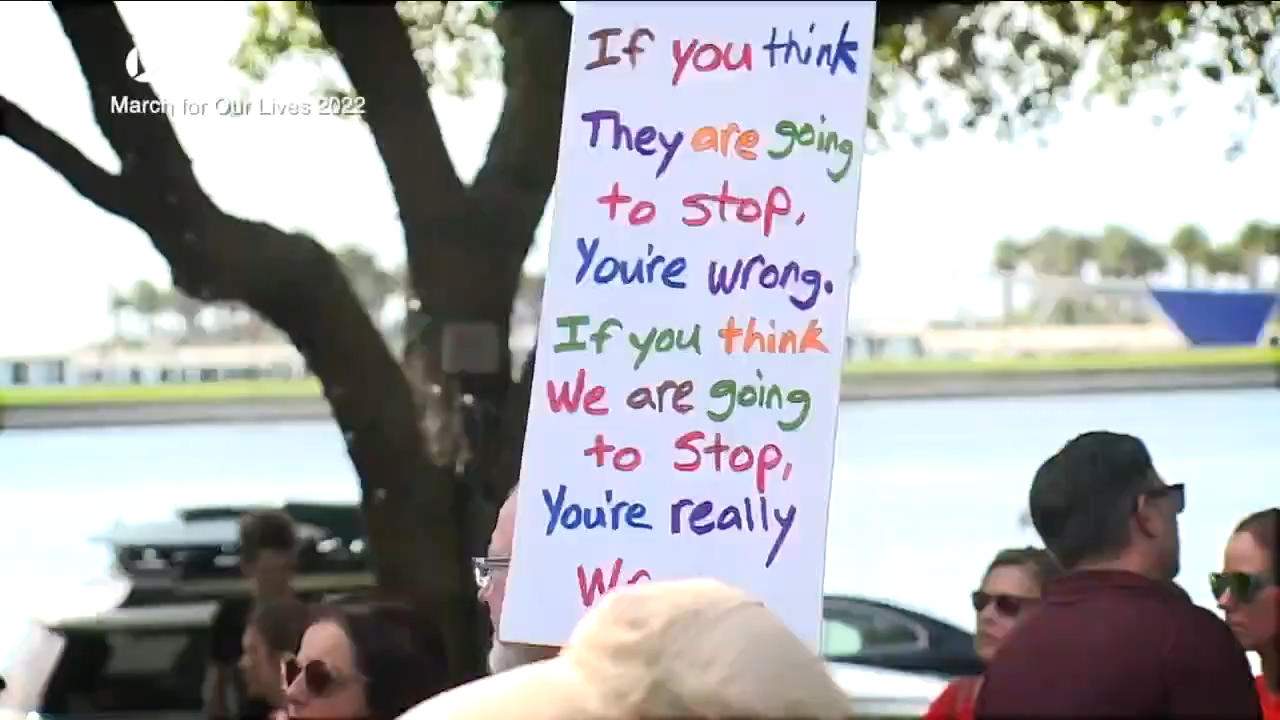 March for Our Lives 2022
If you think
They are going
to stop,
You're wrong.
If you think
We are going
to Stop,
You're really